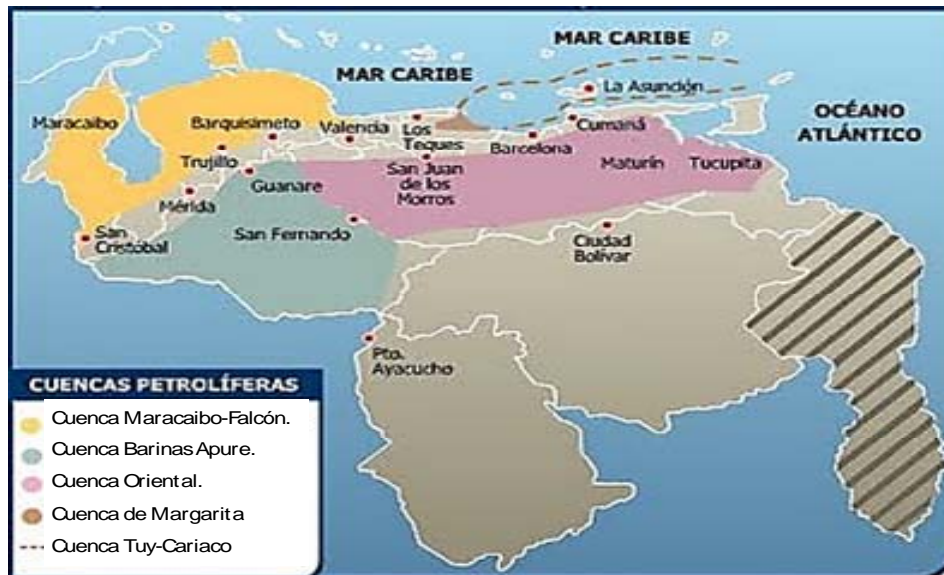 MAR CARIBE
MAR CARIBE
La Asunción
OCÉANO
ATLÁNTICO
Maracaibo
Barquisimeto
Valencia
Los
Teques
Cumaná
Barcelona
Trujillo
Guanare
San Juan
de los
Morros
Maturín
Tucupita
Mérida
San
Cristóbal
San Fernando
Ciudad
Bolívar
Pto.
Ayacucho
CUENCAS PETROLÍFERAS
Cuenca Maracaibo-Falcón.
Cuenca Barinas Apure.
Cuenca Oriental.
Cuenca de Margarita
Cuenca Tuy-Cariaco